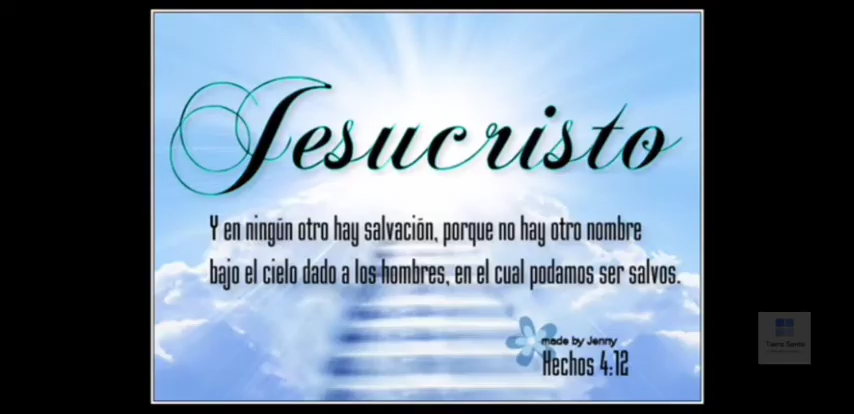 Jesucristo
Y en ningún otro hay salvación, porque no hay otro nombre
bajo el cielo dado a los hombres, en el cual podamos ser salvos.
made by Jenny
Hechos 4:12